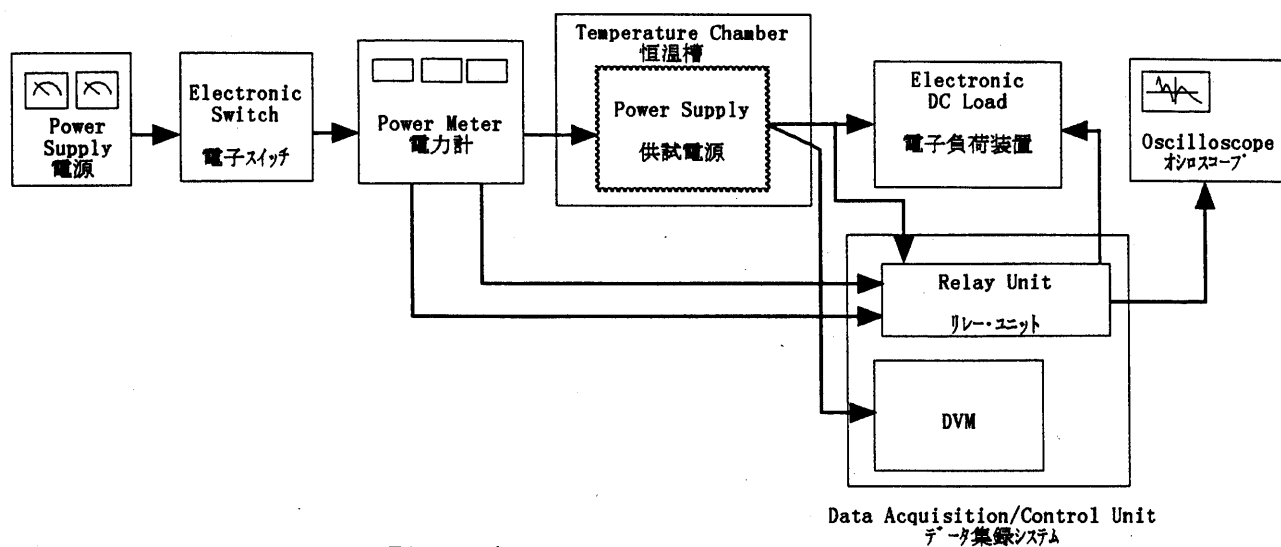 Power
Supply
電源
Electronic
Switch
電子スイッチ
Power Meter
電力計
Temperature Chamber
恒温槽
Power Supply
供試電源
Electronic
DC Load
電子負荷装置
Oscilloscope
オシロスコープ
Relay Unit
リレー・ユニット
DVM
Data Acquisition/Control Unit
データ集録システム